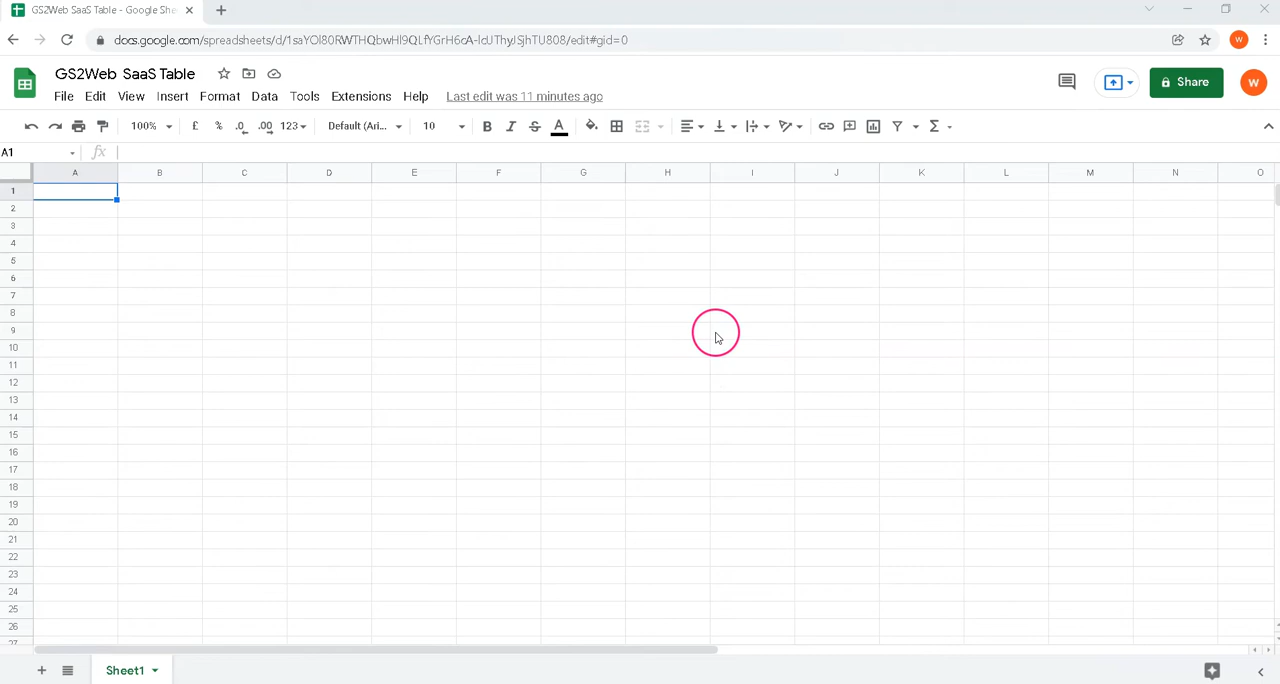 GS2Web SaaS Table - Google She
docs.google.com/spreadsheets/d/1saYOl80RWTHQbwHl9QLfYGrH6cA-lcUThyJSjhTU808/edit#gid=0
W
GS2Web SaaS Table
File Edit View Insert Format Data Tools Extensions Help Last edit was 11 minutes ago
Share
W
100% £ % .0 .00 123 Default (Ari... 10 B I S A Σ
A1 fx
A B C D E F G H I J K L M N O
1
2
3
4
5
6
7
8
9
10
11
12
13
14
15
16
17
18
19
20
21
22
23
24
25
26
27
Sheet1